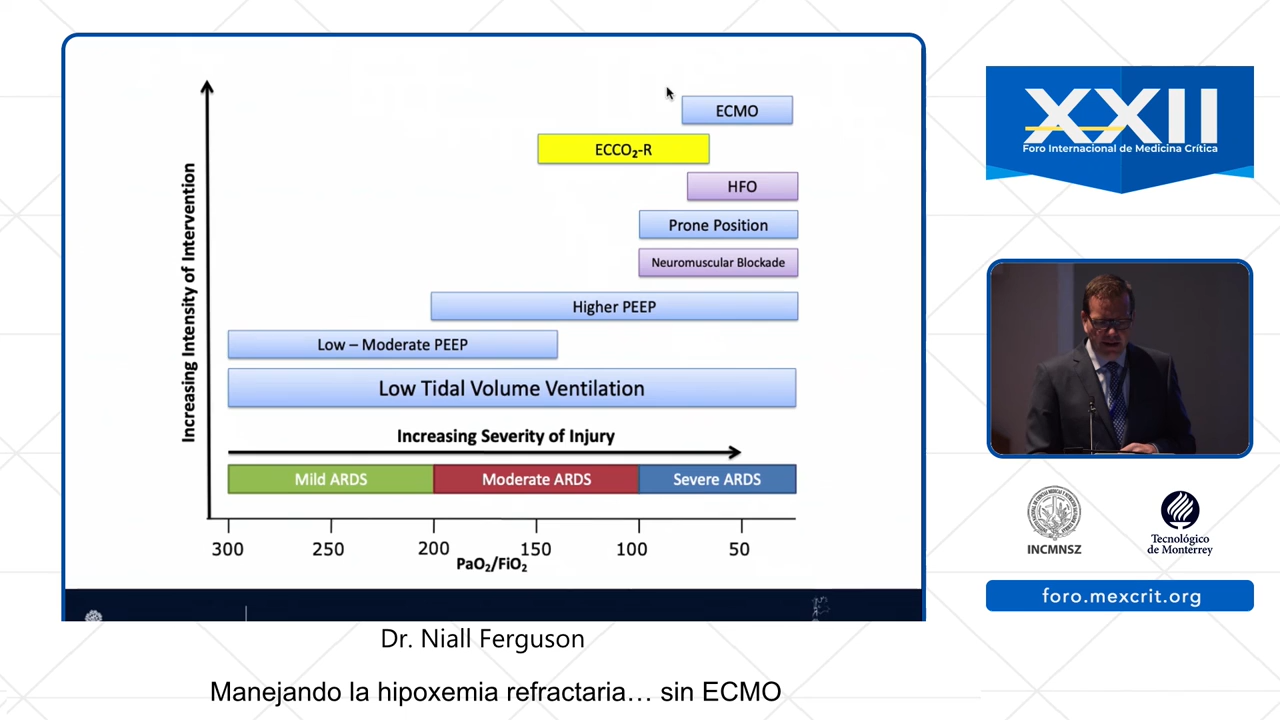 ECMO
ECCO₂-R
HFO
Prone Position
Neuromuscular Blockade
Higher PEEP
Low – Moderate PEEP
Low Tidal Volume Ventilation
Increasing Intensity of Intervention
Increasing Severity of Injury
Mild ARDS Moderate ARDS Severe ARDS
300 250 200 150 100 50
PaO₂/FiO₂
Dr. Niall Ferguson
Manejando la hipoxemia refractaria… sin ECMO
XXII
Foro Internacional de Medicina Crítica
INCMNSZ
Tecnológico
de Monterrey
foro.mexcrit.org